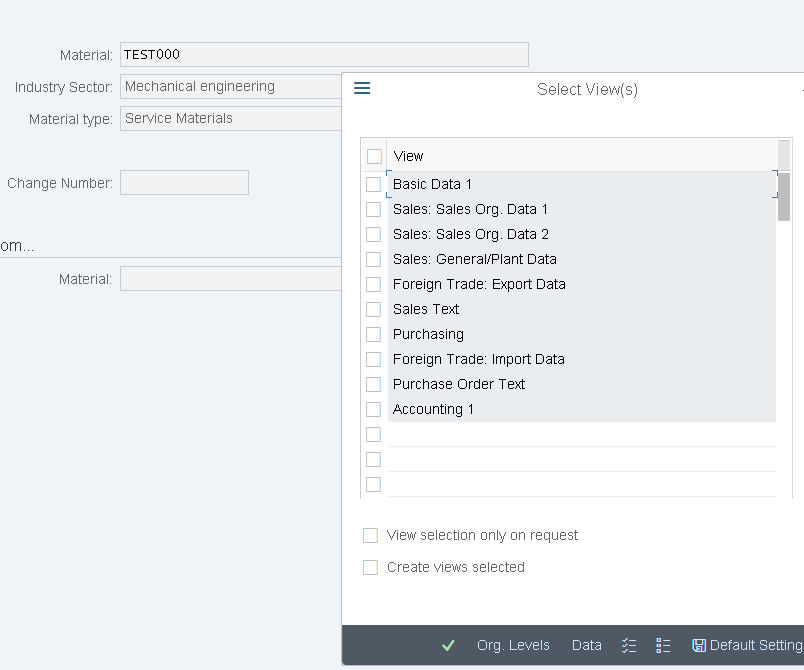 Material: TEST000
Industry Sector: Mechanical engineering
Material type: Service Materials
Change Number:
om...
Material:
Select View(s)
View
Basic Data 1
Sales: Sales Org. Data 1
Sales: Sales Org. Data 2
Sales: General/Plant Data
Foreign Trade: Export Data
Sales Text
Purchasing
Foreign Trade: Import Data
Purchase Order Text
Accounting 1
View selection only on request
Create views selected
Org. Levels Data Default Setting